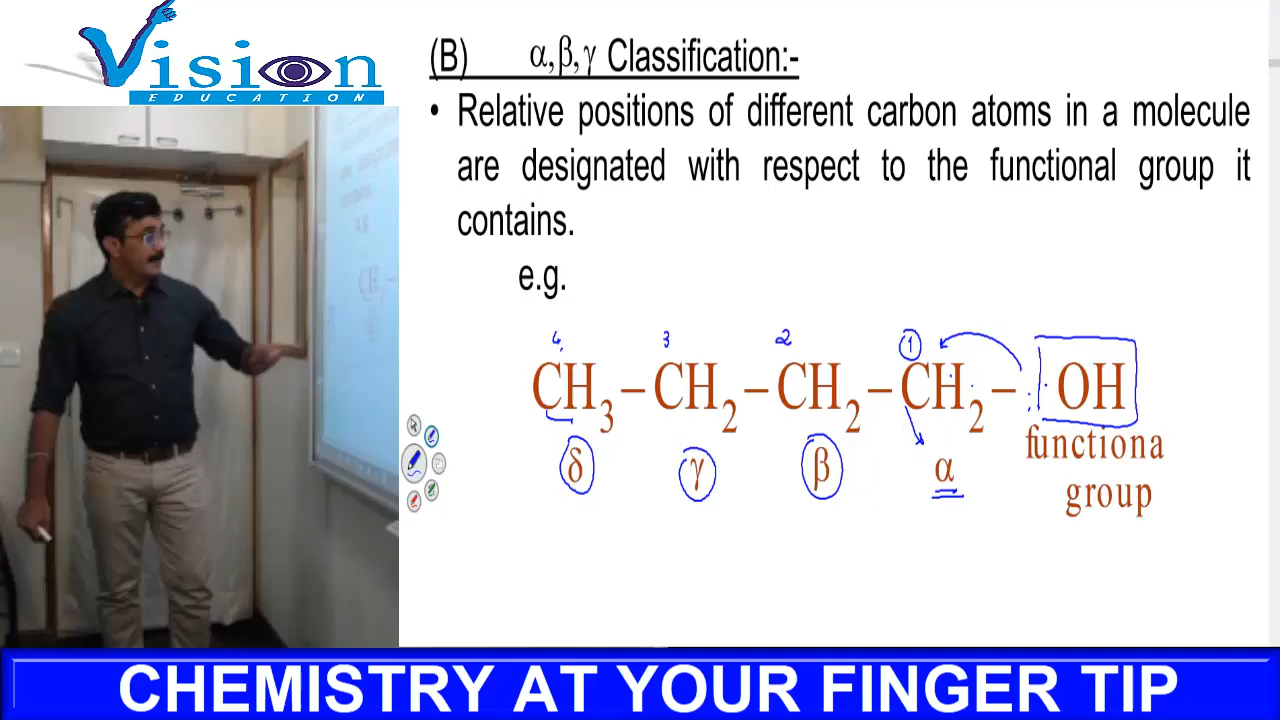 Vision
EDUCATION
(B) α,β,γ Classification:-
• Relative positions of different carbon atoms in a molecule
are designated with respect to the functional group it
contains.
e.g.
4 3 2 1
CH₃ – CH₂ – CH₂ – CH₂ – OH
δ γ β α
functiona
group
CHEMISTRY AT YOUR FINGER TIP